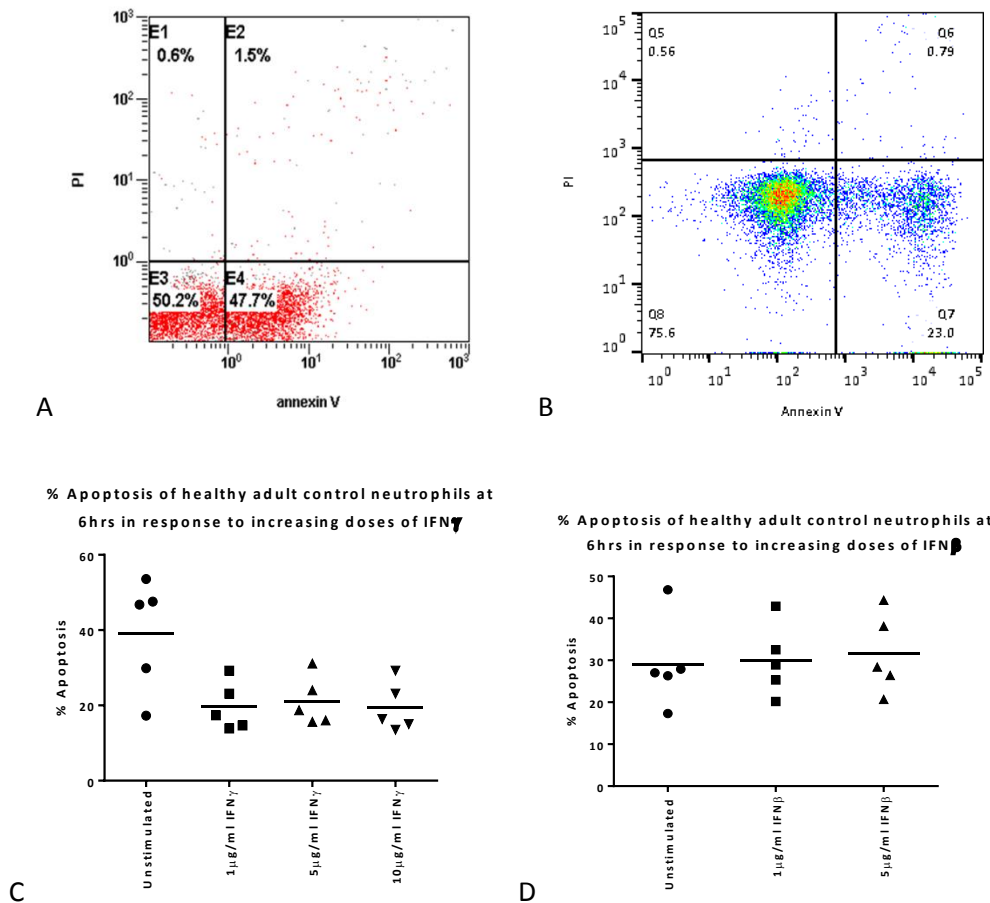 10³
E1
E2
0.6%
1.5%
10²
PI
10¹
10⁰
E3
E4
50.2%
47.7%
10⁰
10¹
10²
10³
annexin V
A
10⁵
Q5
0.56
Q6
0.79
10⁴
10³
PI
10²
10¹
Q8
75.6
Q7
23.0
10⁰
10⁰
10¹
10²
10³
10⁴
10⁵
Annexin V
B
% Apoptosis of healthy adult control neutrophils at
6hrs in response to increasing doses of IFNγ
60
40
20
0
% Apoptosis
Unstimulated
1µg/ml IFNγ
5µg/ml IFNγ
10µg/ml IFNγ
C
% Apoptosis of healthy adult control neutrophils at
6hrs in response to increasing doses of IFNβ
50
40
30
20
10
0
% Apoptosis
Unstimulated
1µg/ml IFNβ
5µg/ml IFNβ
D